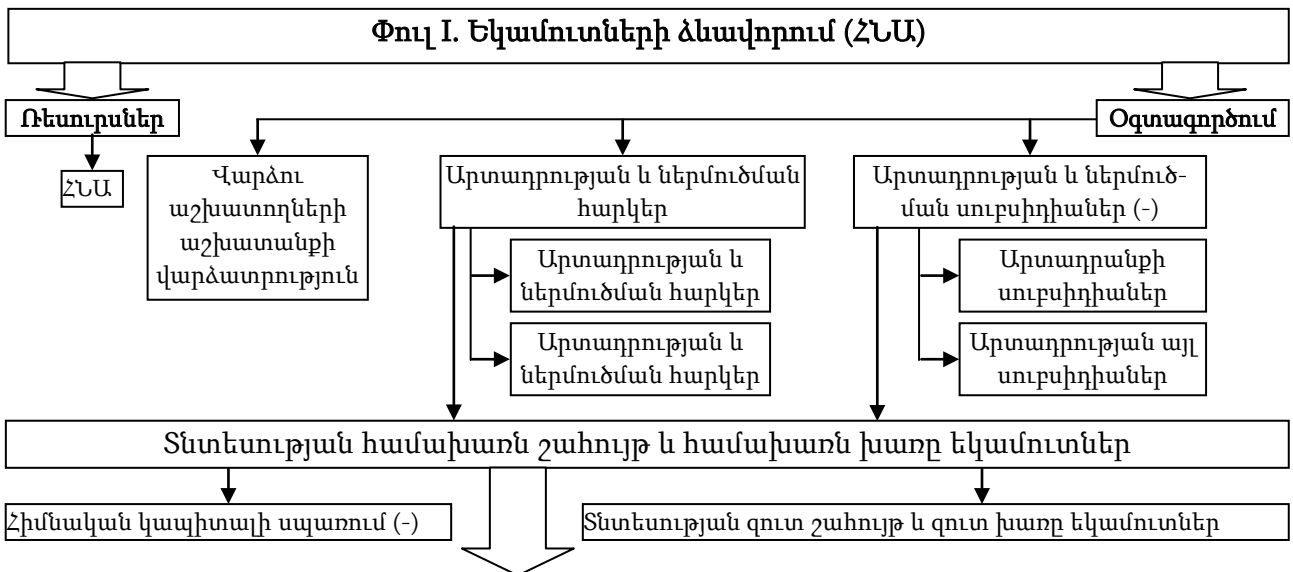 Փուլ I. Եկամուտների ձևավորում (ՀՆԱ)
Ռեսուրսներ
Օգտագործում
ՀՆԱ
Վարձու
աշխատողների
աշխատանքի
վարձատրություն
Արտադրության և ներմուծման
հարկեր
Արտադրության և ներմուծ-
ման սուբսիդիաներ (-)
Արտադրության և
ներմուծման հարկեր
Արտադրանքի
սուբսիդիաներ
Արտադրության և
ներմուծման հարկեր
Արտադրության այլ
սուբսիդիաներ
Տնտեսության համախառն շահույթ և համախառն խառը եկամուտներ
Հիմնական կապիտալի սպառում (-)
Տնտեսության զուտ շահույթ և զուտ խառը եկամուտներ